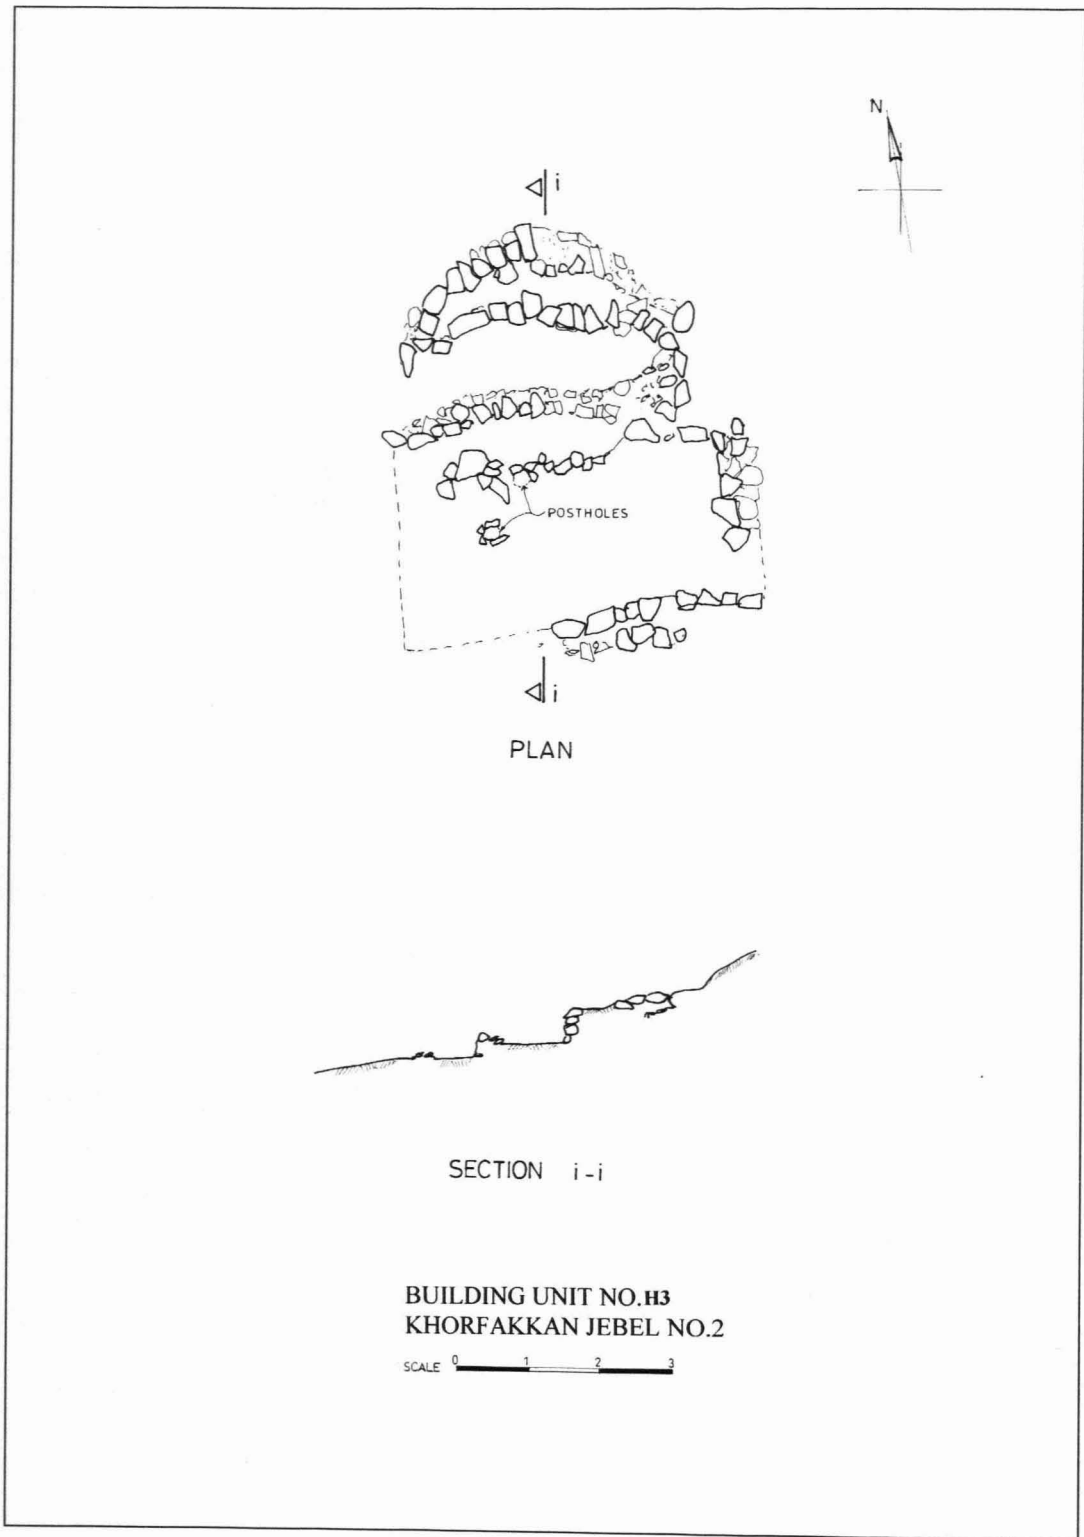 N
i
POSTHOLES
i
PLAN
SECTION i-i
BUILDING UNIT NO.H3
KHORFAKKAN JEBEL NO.2
SCALE 0 1 2 3